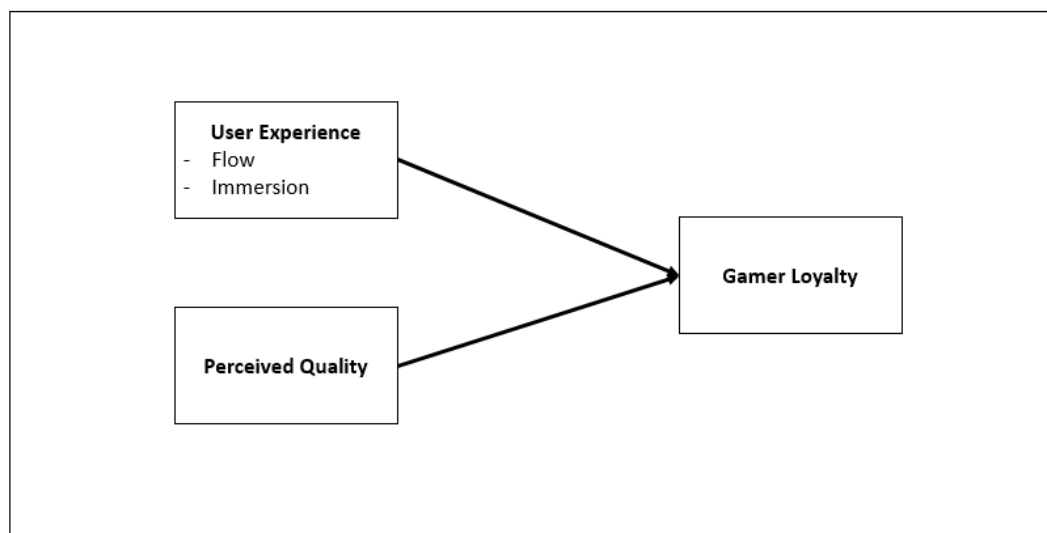 User Experience
- Flow
- Immersion
Gamer Loyalty
Perceived Quality